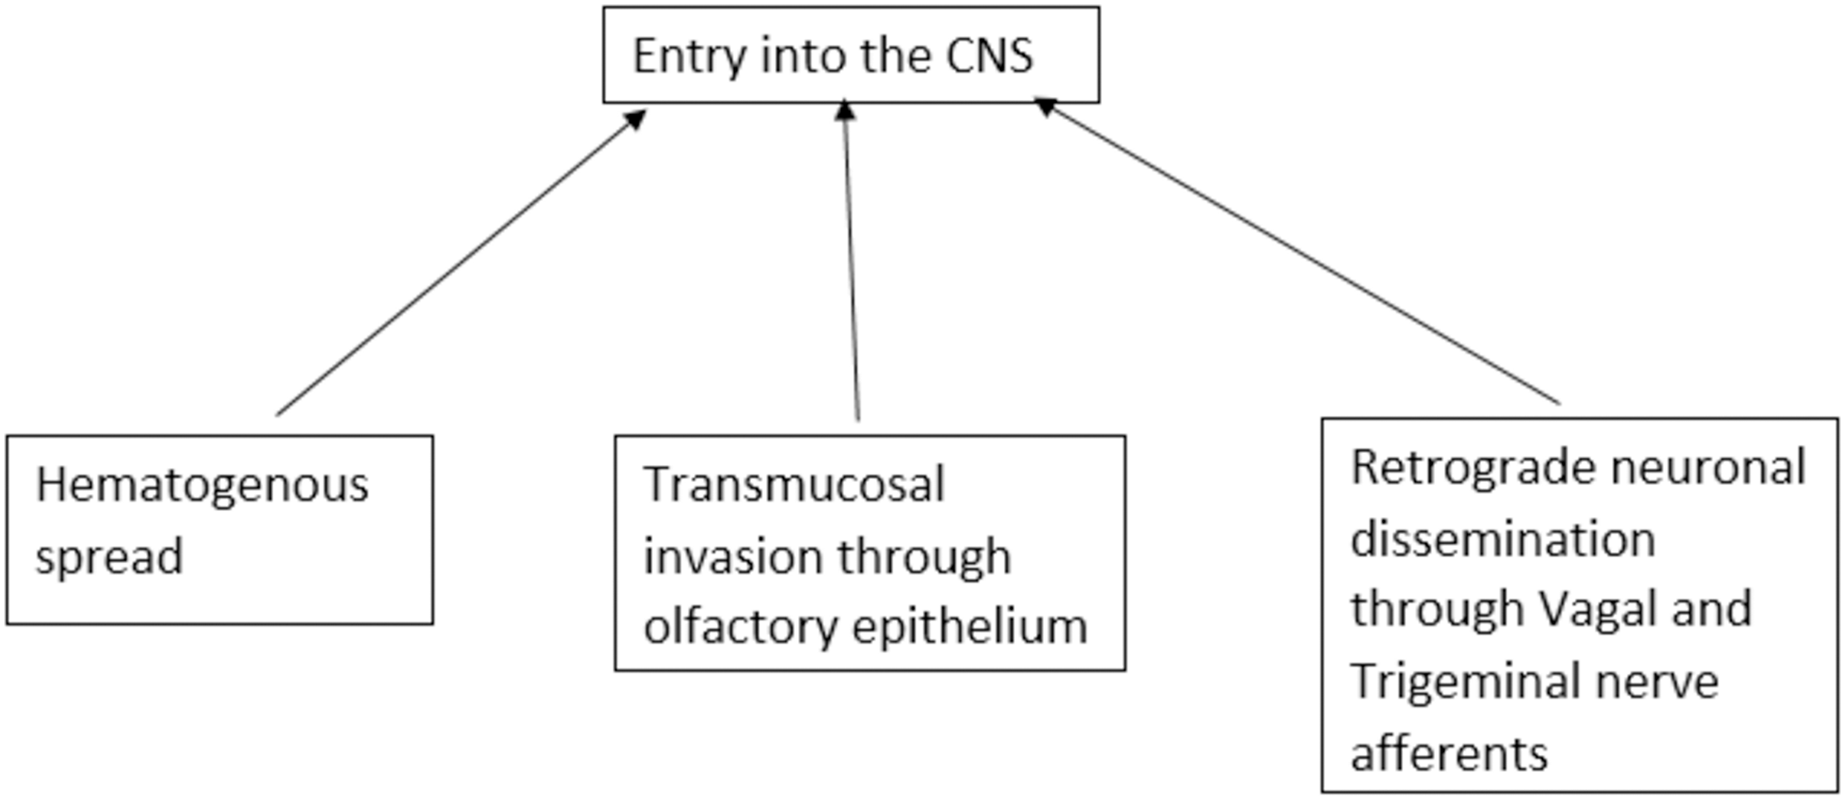 Entry into the CNS
Hematogenous
spread
Transmucosal
invasion through
olfactory epithelium
Retrograde neuronal
dissemination
through Vagal and
Trigeminal nerve
afferents